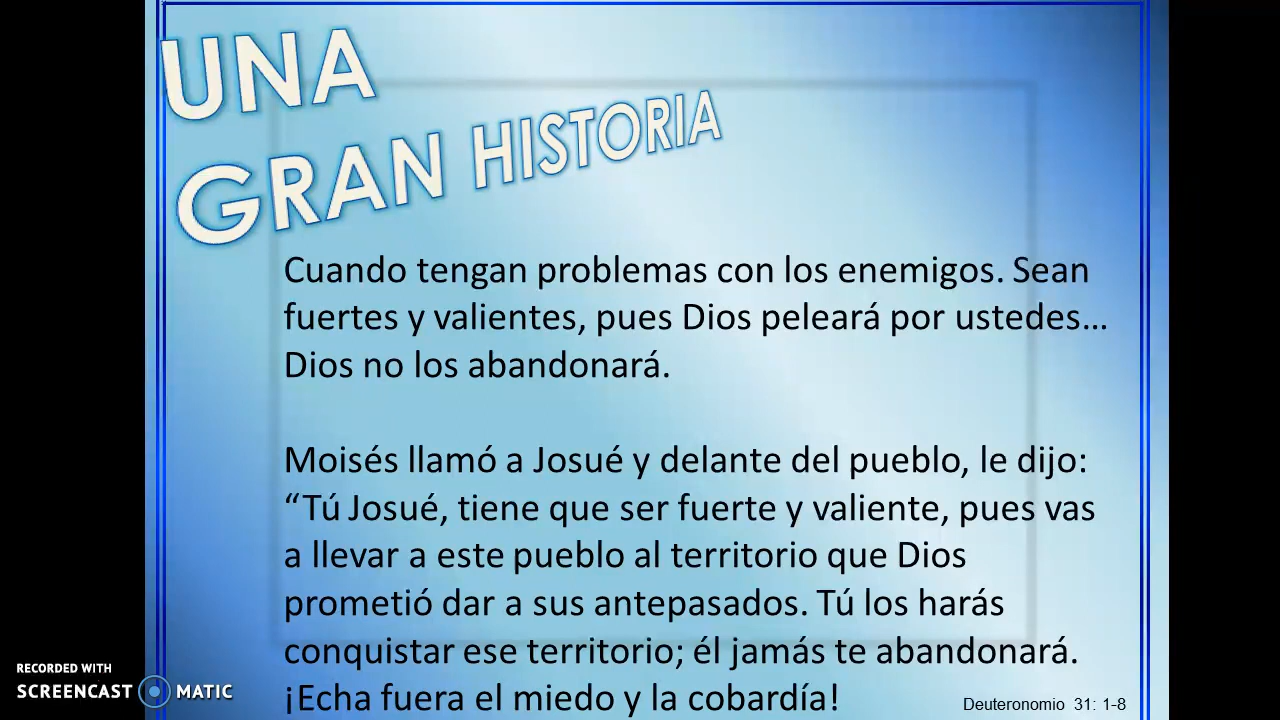 UNA
GRAN HISTORIA
Cuando tengan problemas con los enemigos. Sean
fuertes y valientes, pues Dios peleará por ustedes…
Dios no los abandonará.
Moisés llamó a Josué y delante del pueblo, le dijo:
“Tú Josué, tiene que ser fuerte y valiente, pues vas
a llevar a este pueblo al territorio que Dios
prometió dar a sus antepasados. Tú los harás
conquistar ese territorio; él jamás te abandonará.
¡Echa fuera el miedo y la cobardía!
Deuteronomio 31: 1-8
RECORDED WITH
SCREENCAST MATIC